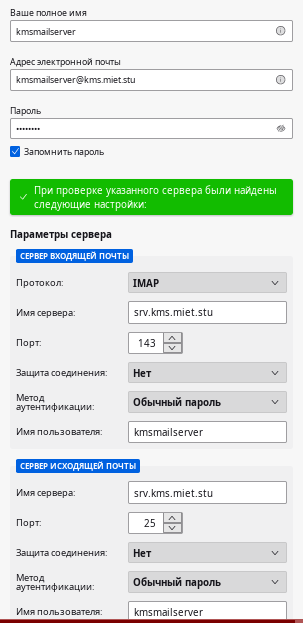 Ваше полное имя
kmsmailserver
Адрес электронной почты
kmsmailserver@kms.miet.stu
Пароль
••••••••
Запомнить пароль
При проверке указанного сервера были найдены
следующие настройки:
Параметры сервера
СЕРВЕР ВХОДЯЩЕЙ ПОЧТЫ
Протокол: IMAP
Имя сервера: srv.kms.miet.stu
Порт: 143
Защита соединения: Нет
Метод
аутентификации: Обычный пароль
Имя пользователя: kmsmailserver
СЕРВЕР ИСХОДЯЩЕЙ ПОЧТЫ
Имя сервера: srv.kms.miet.stu
Порт: 25
Защита соединения: Нет
Метод
аутентификации: Обычный пароль
Имя пользователя: kmsmailserver